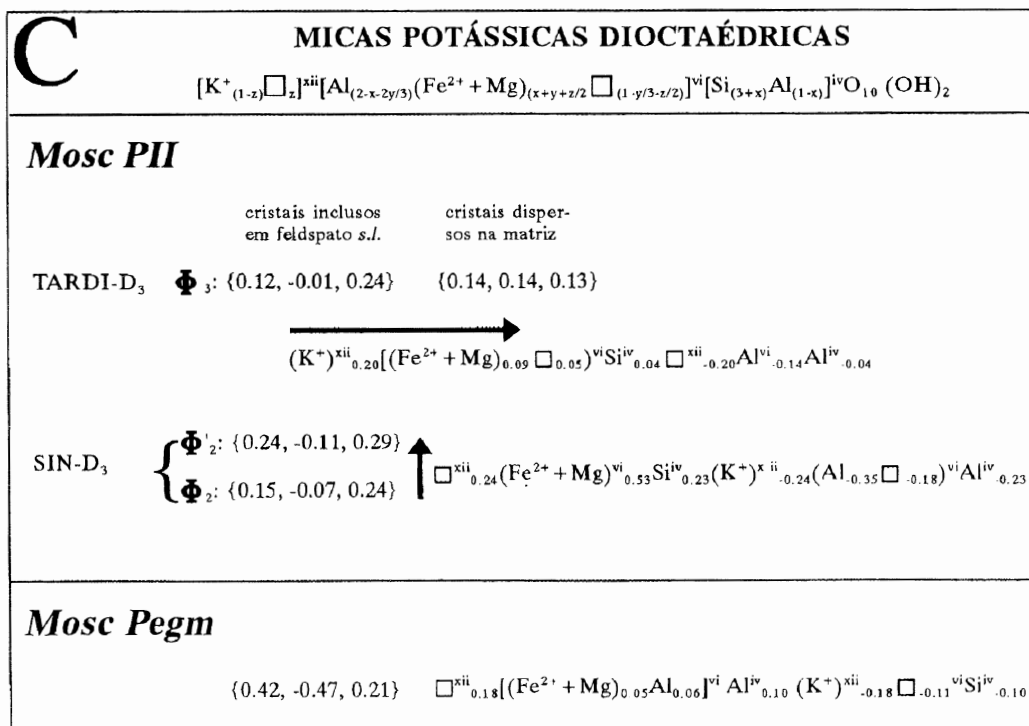 C
MICAS POTÁSSICAS DIOCTAÉDRICAS
[K⁺(1-z)□z]xii[Al(2-x-2y/3)(Fe²⁺+Mg)(x+y+z/2□(1-y/3-z/2)]vi[Si(3+x)Al(1-x)]ivO10 (OH)2
Mosc PII
cristais inclusos em feldspato s.l.
cristais disper-sos na matriz
TARDI-D3 Φ3: {0.12, -0.01, 0.24} {0.14, 0.14, 0.13}
(K⁺)xii0.20[(Fe²⁺+Mg)0.09□0.05)viSiiv0.04□xii-0.20Alvi-0.14Aliv-0.04
SIN-D3
Φ'2: {0.24, -0.11, 0.29}
Φ2: {0.15, -0.07, 0.24}
□xii0.24(Fe²⁺+Mg)vi0.53Siiv0.23(K⁺)xii-0.24(Al-0.35□-0.18)viAliv-0.23
Mosc Pegm
{0.42, -0.47, 0.21} □xii0.18[(Fe²⁺+Mg)0.05Al0.06]vi Aliv0.10 (K⁺)xii-0.18□-0.11viSiiv-0.10